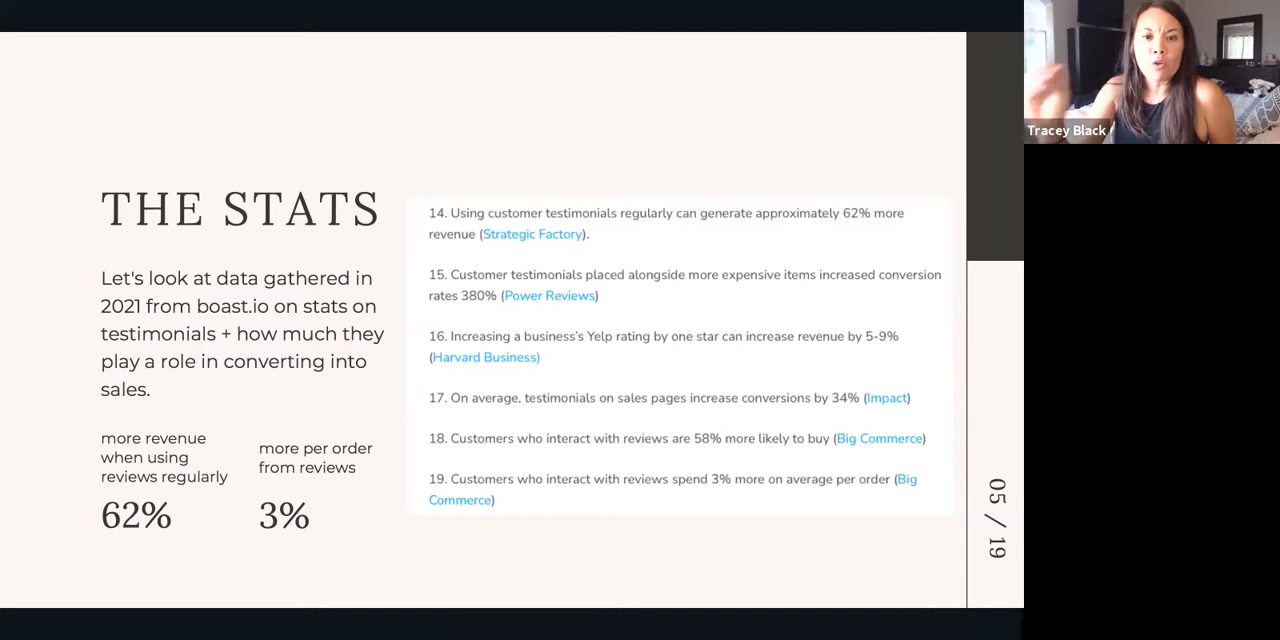 THE STATS
Let's look at data gathered in
2021 from boast.io on stats on
testimonials + how much they
play a role in converting into
sales.
more revenue
when using
reviews regularly
62%
more per order
from reviews
3%
14. Using customer testimonials regularly can generate approximately 62% more
revenue (Strategic Factory).
15. Customer testimonials placed alongside more expensive items increased conversion
rates 380% (Power Reviews)
16. Increasing a business's Yelp rating by one star can increase revenue by 5-9%
(Harvard Business)
17. On average, testimonials on sales pages increase conversions by 34% (Impact)
18. Customers who interact with reviews are 58% more likely to buy (Big Commerce)
19. Customers who interact with reviews spend 3% more on average per order (Big
Commerce)
05 / 19
Tracey Black